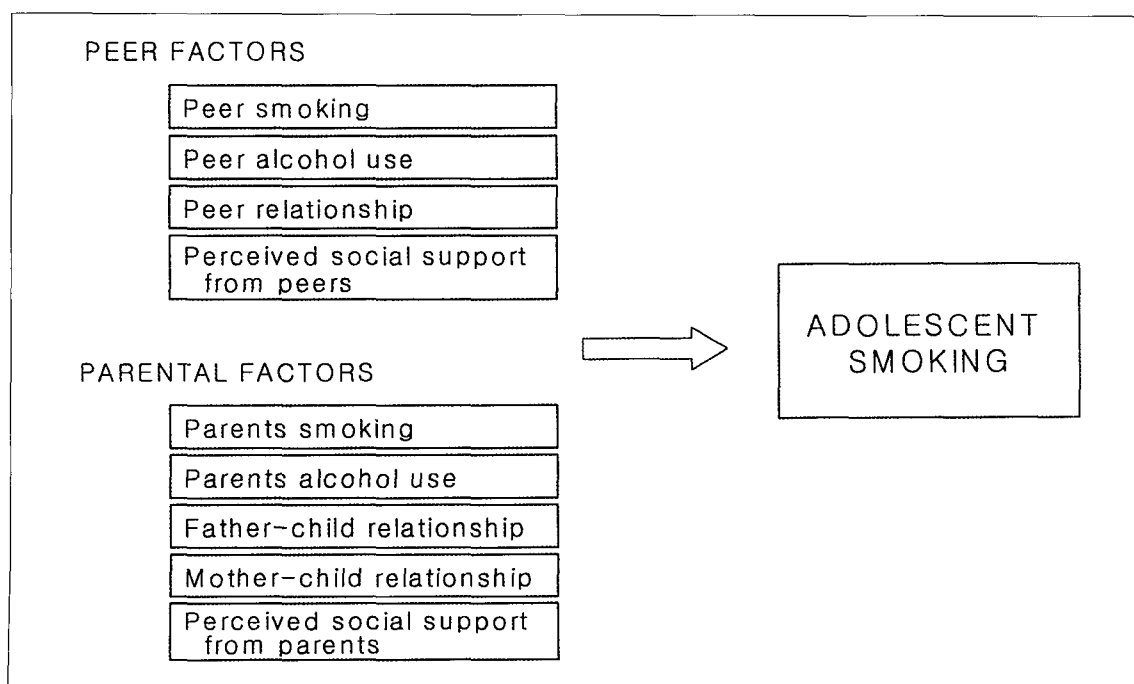 PEER FACTORS
Peer smoking
Peer alcohol use
Peer relationship
Perceived social support
from peers
PARENTAL FACTORS
Parents smoking
Parents alcohol use
Father-child relationship
Mother-child relationship
Perceived social support
from parents
ADOLESCENT
SMOKING